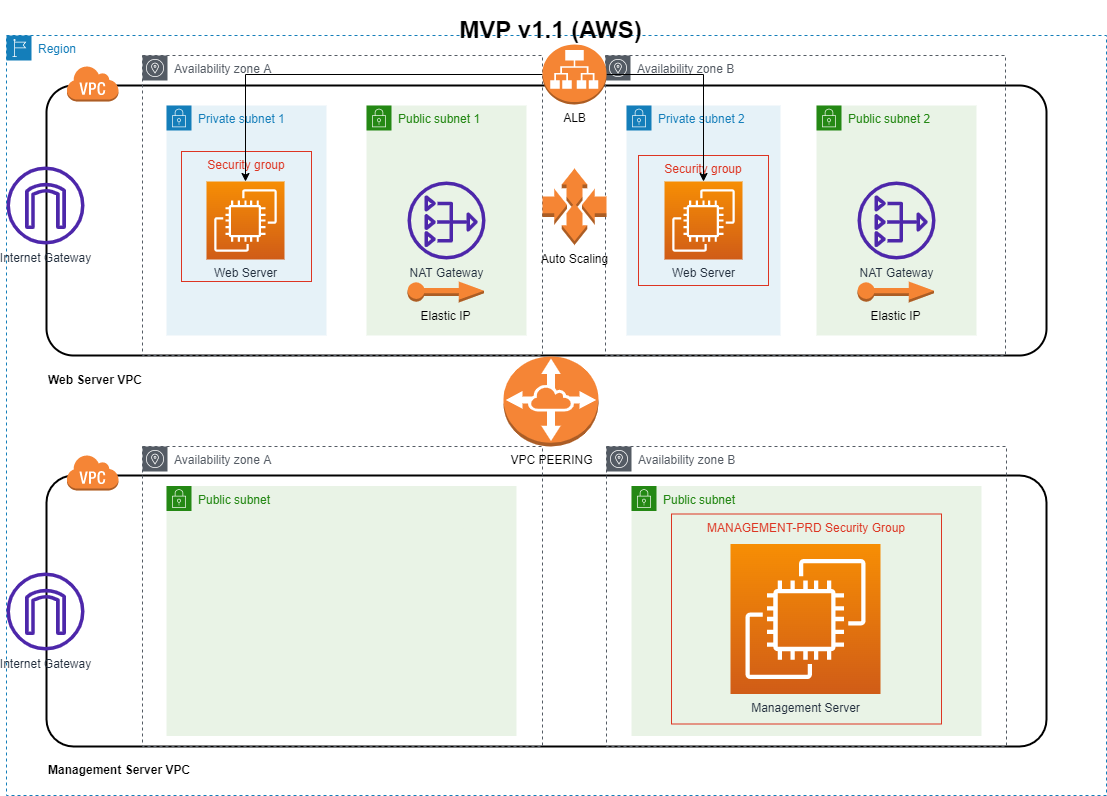 MVP v1.1 (AWS)
Region
Availability zone A
Availability zone B
VPC
Private subnet 1
Public subnet 1
ALB
Private subnet 2
Public subnet 2
Security group
Security group
Internet Gateway
Auto Scaling
Web Server
NAT Gateway
Web Server
NAT Gateway
Elastic IP
Elastic IP
Web Server VPC
Availability zone A
VPC PEERING
Availability zone B
VPC
Public subnet
Public subnet
MANAGEMENT-PRD Security Group
Internet Gateway
Management Server
Management Server VPC